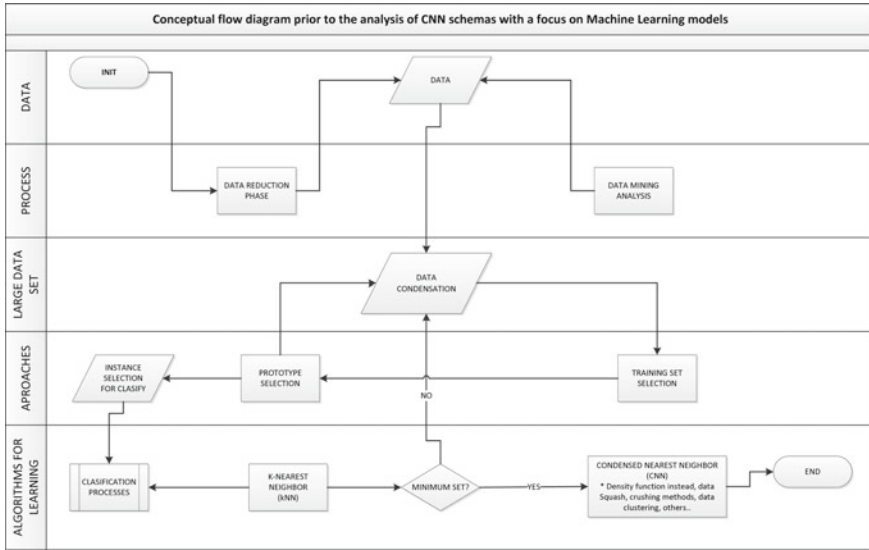 Conceptual flow diagram prior to the analysis of CNN schemas with a focus on Machine Learning models
DATA
INIT
DATA
PROCESS
DATA REDUCTION
PHASE
DATA MINING
ANALYSIS
LARGE DATA
SET
DATA
CONDENSATION
APROACHES
INSTANCE
SELECTION
FOR CLASIFY
PROTOTYPE
SELECTION
NO
TRAINING SET
SELECTION
ALGORITHMS FOR
LEARNING
CLASIFICATION
PROCESSES
K-NEAREST
NEIGHBOR
(kNN)
MINIMUM SET?
YES
CONDENSED NEAREST NEIGHBOR
(CNN)
* Density function instead, data
Squash, crushing methods, data
clustering, others..
END